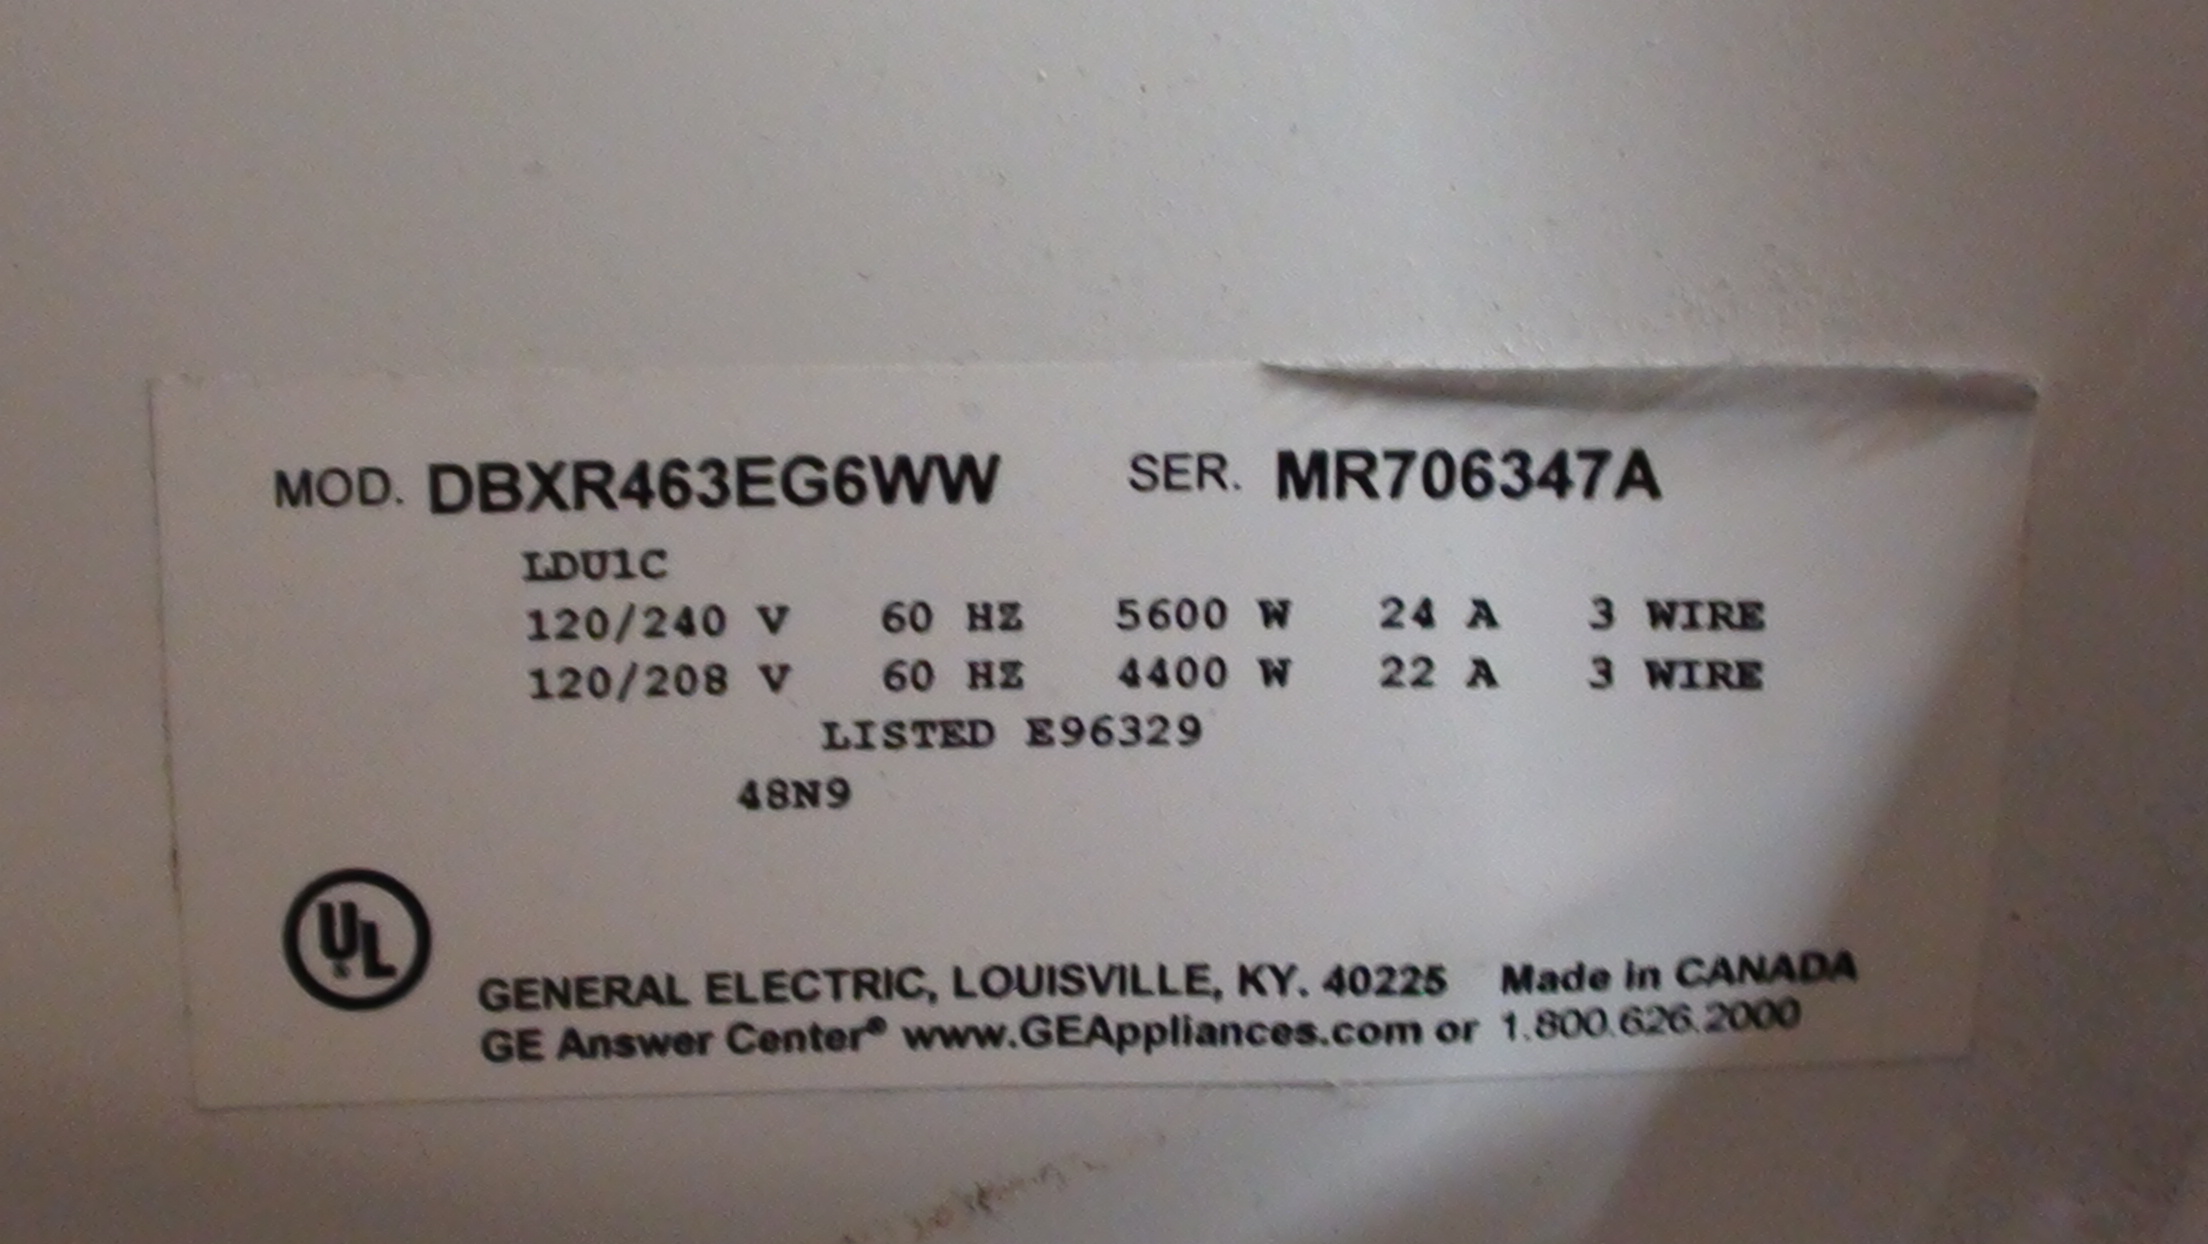 MOD. DBXR463EG6WW SER. MR706347A
LDU1C
120/240 V 60 HZ 5600 W 24 A 3 WIRE
120/208 V 60 HZ 4400 W 22 A 3 WIRE
LISTED E96329
48N9
UL ®
GENERAL ELECTRIC, LOUISVILLE, KY. 40225 Made in CANADA
GE Answer Center® www.GEAppliances.com or 1.800.626.2000